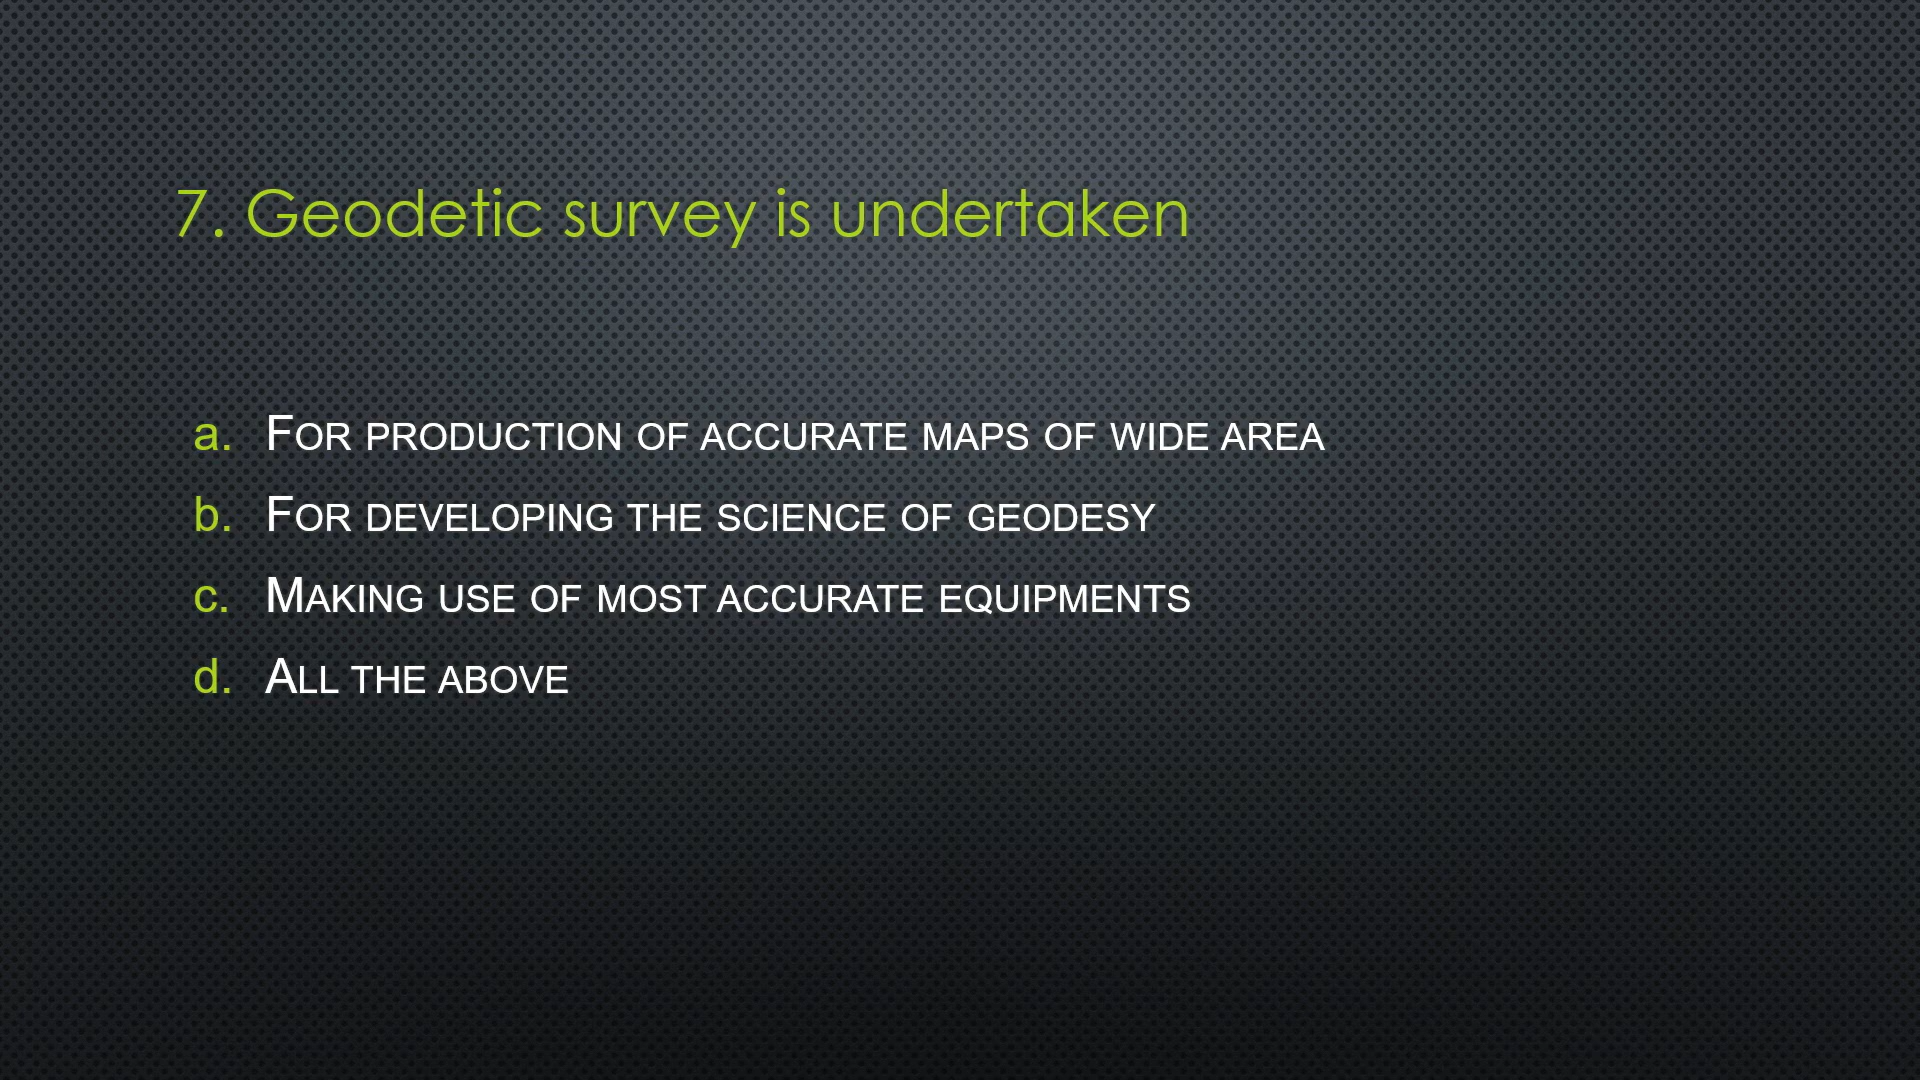 7. Geodetic survey is undertaken
a. For production of accurate maps of wide area
b. For developing the science of geodesy
c. Making use of most accurate equipments
d. All the above